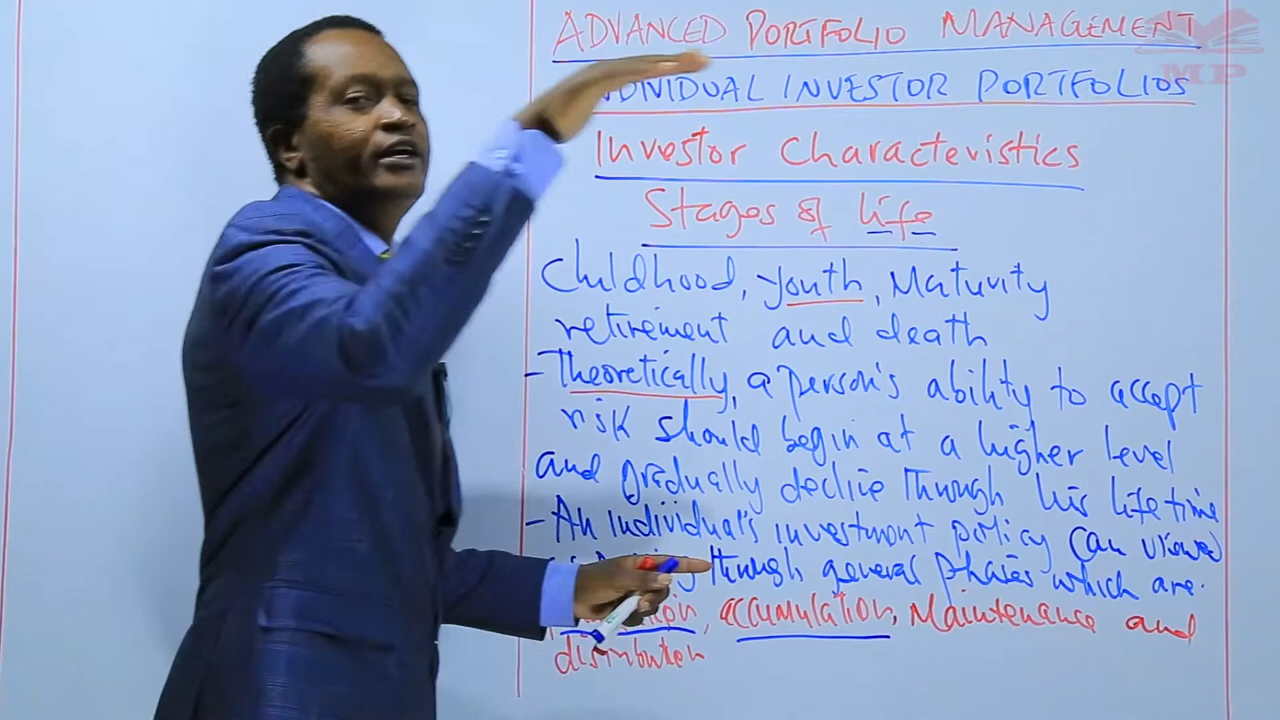 ADVANCED PORTFOLIO MANAGEMENT
MP
INDIVIDUAL INVESTOR PORTFOLIOS
Investor Characteristics
Stages of life
Childhood, youth, Maturity
retirement and death
- Theoretically, a person's ability to accept
risk should begin at a higher level
and gradually decline through his lifetime
- An individual's investment policy can viewed
through general phases which are.
accumulation, Maintenance and
distribution